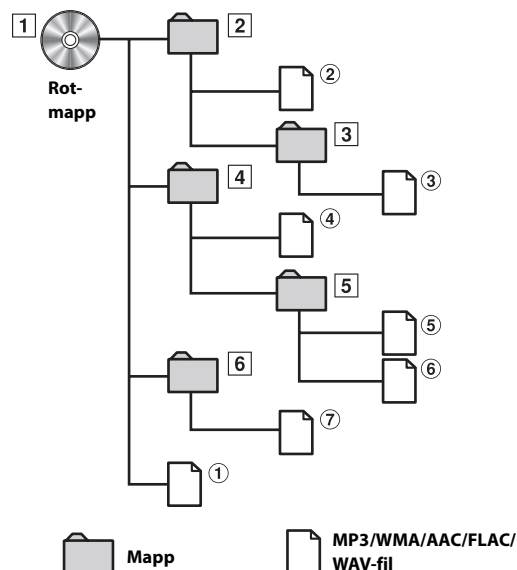 1
Rot-
mapp
2
②
3
③
4
④
5
⑤
⑥
6
⑦
①
Mapp
MP3/WMA/AAC/FLAC/
WAV-fil